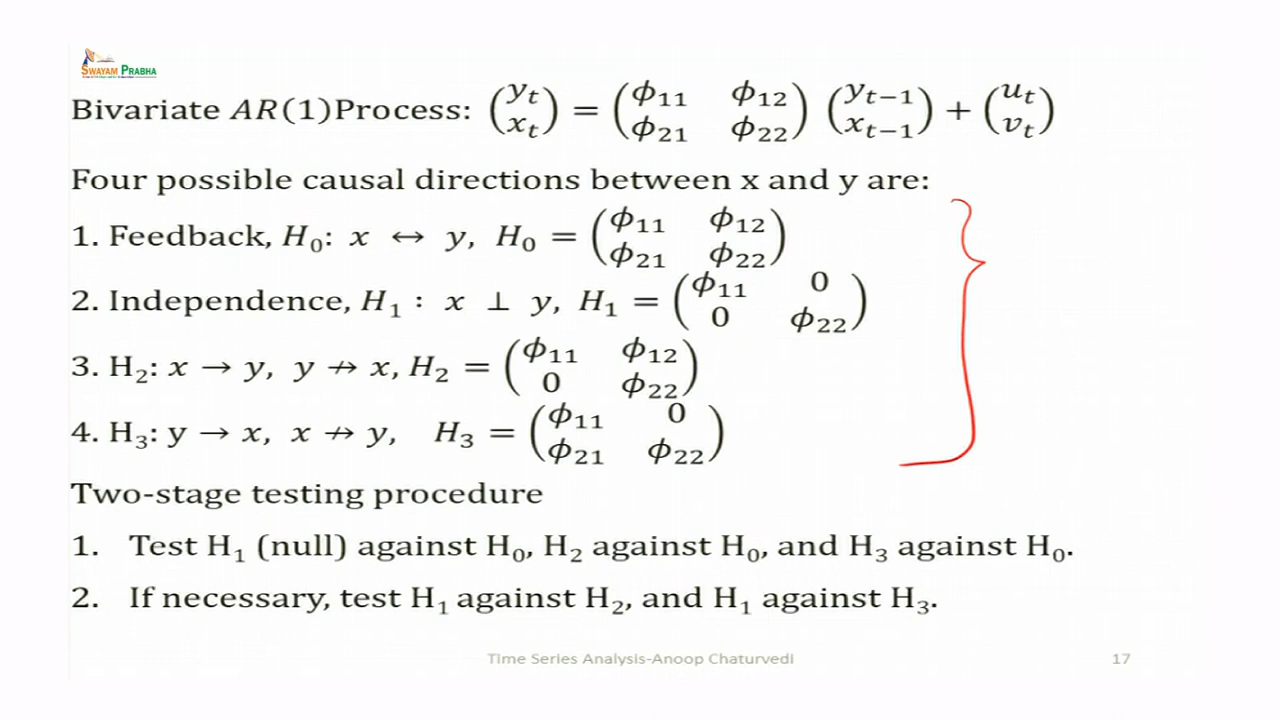 SWAYAM PRABHA
Bivariate AR(1)Process: (y_t x_t) = (ϕ11 ϕ12 ϕ21 ϕ22) (y_{t−1} x_{t−1}) + (u_t v_t)
Four possible causal directions between x and y are:
1. Feedback, H₀: x ↔ y, H₀ = (ϕ11 ϕ12 ϕ21 ϕ22)
2. Independence, H₁ : x ⊥ y, H₁ = (ϕ11 0 0 ϕ22)
3. H₂: x → y, y ↛ x, H₂ = (ϕ11 ϕ12 0 ϕ22)
4. H₃: y → x, x ↛ y, H₃ = (ϕ11 0 ϕ21 ϕ22)
Two-stage testing procedure
1. Test H₁ (null) against H₀, H₂ against H₀, and H₃ against H₀.
2. If necessary, test H₁ against H₂, and H₁ against H₃.
Time Series Analysis-Anoop Chaturvedi 17